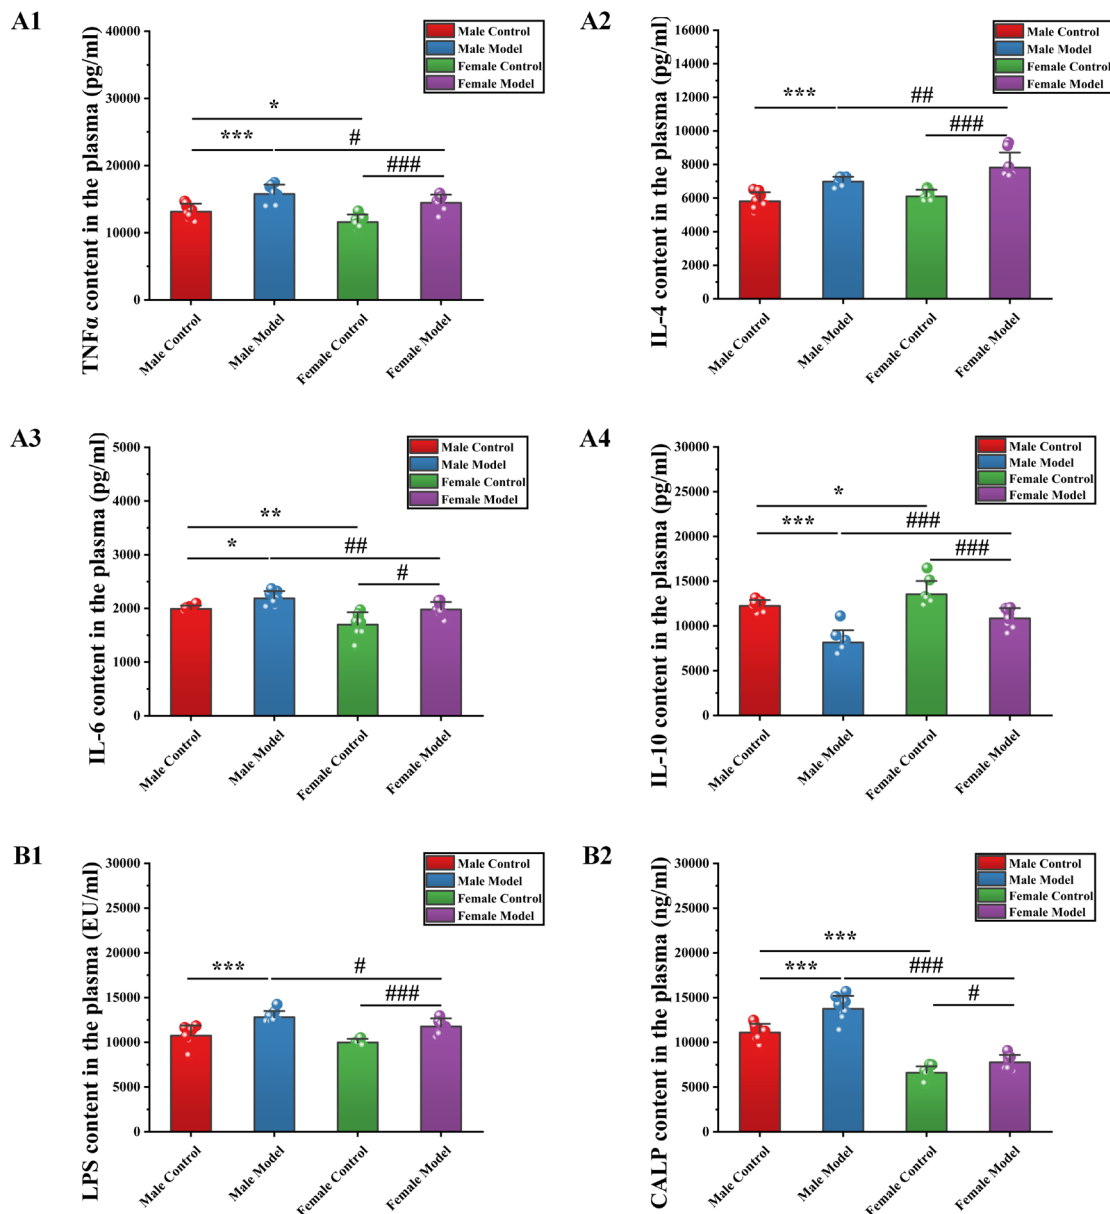 A1
TNFα content in the plasma (pg/ml)
40000
30000
20000
10000
0
Male Control
Male Model
Female Control
Female Model
*
***
#
###
Male Control
Male Model
Female Control
Female Model
A2
IL-4 content in the plasma (pg/ml)
16000
14000
12000
10000
8000
6000
4000
2000
0
Male Control
Male Model
Female Control
Female Model
***
##
###
Male Control
Male Model
Female Control
Female Model
A3
IL-6 content in the plasma (pg/ml)
5000
4000
3000
2000
1000
0
Male Control
Male Model
Female Control
Female Model
**
*
##
#
Male Control
Male Model
Female Control
Female Model
A4
IL-10 content in the plasma (pg/ml)
30000
25000
20000
15000
10000
5000
0
Male Control
Male Model
Female Control
Female Model
*
***
###
###
Male Control
Male Model
Female Control
Female Model
B1
LPS content in the plasma (EU/ml)
30000
25000
20000
15000
10000
5000
0
Male Control
Male Model
Female Control
Female Model
***
#
###
Male Control
Male Model
Female Control
Female Model
B2
CALP content in the plasma (ng/ml)
30000
25000
20000
15000
10000
5000
0
Male Control
Male Model
Female Control
Female Model
***
***
###
#
Male Control
Male Model
Female Control
Female Model